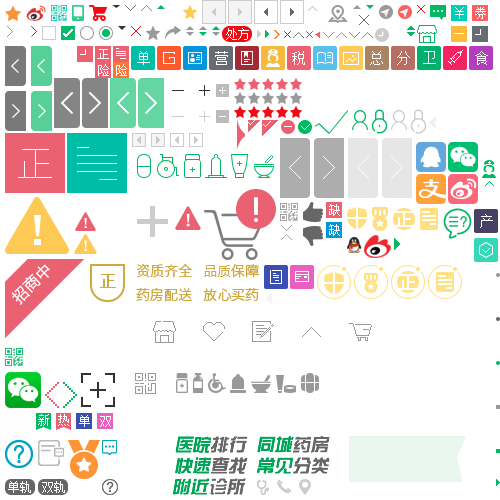 ¥ 券
处方
正险 商险 单 G 营 税 总 分 食
正
缺
缺
正
产
招商中
正
资质齐全 品质保障
药房配送 放心买药
正
新 热 单 双
医院排行 同城药房
快速查找 常见分类
单轨 双轨 附近诊所